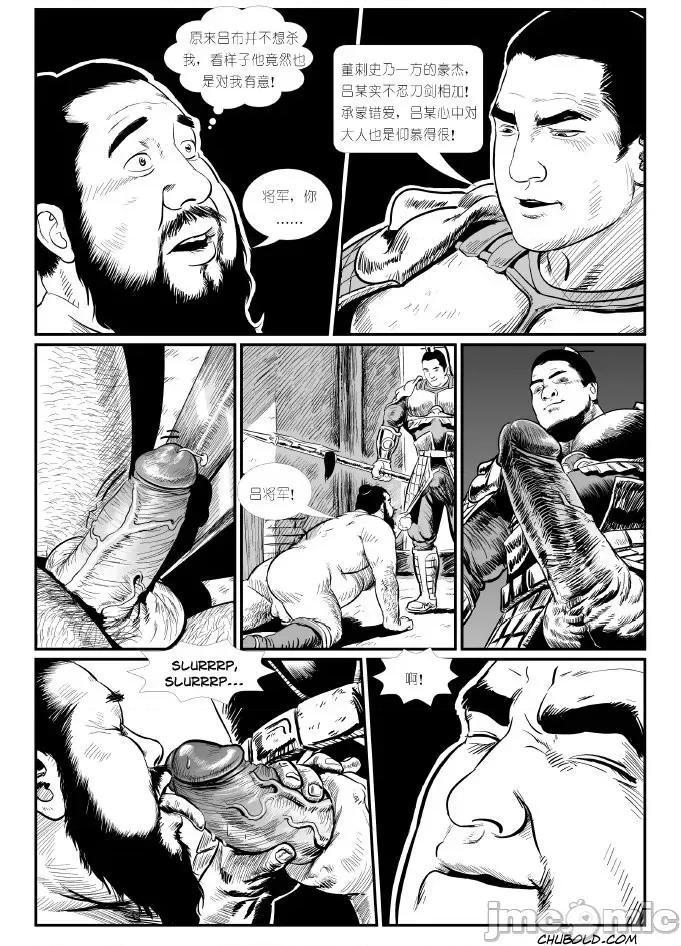 原来吕布并不想杀
我，看样子他竟然也
是对我有意！
将军，你
……
董刺史乃一方的豪杰，
吕某实不忍刀剑相加！
承蒙错爱，吕某心中对
大人也是仰慕得很！
吕将军！
SLURRRP,
SLURRRP...
啊！
jmcomic
CHUBOLD.COM